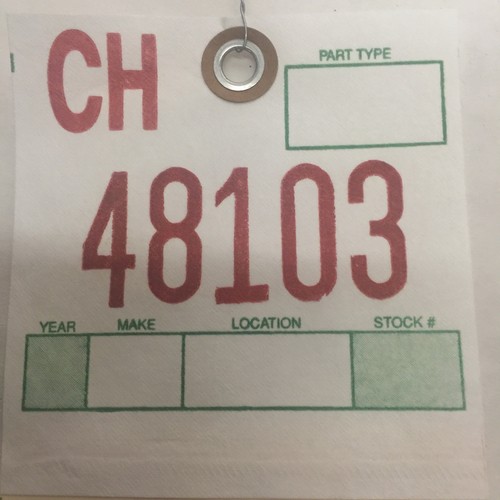 CH
PART TYPE
48103
YEAR MAKE LOCATION STOCK #